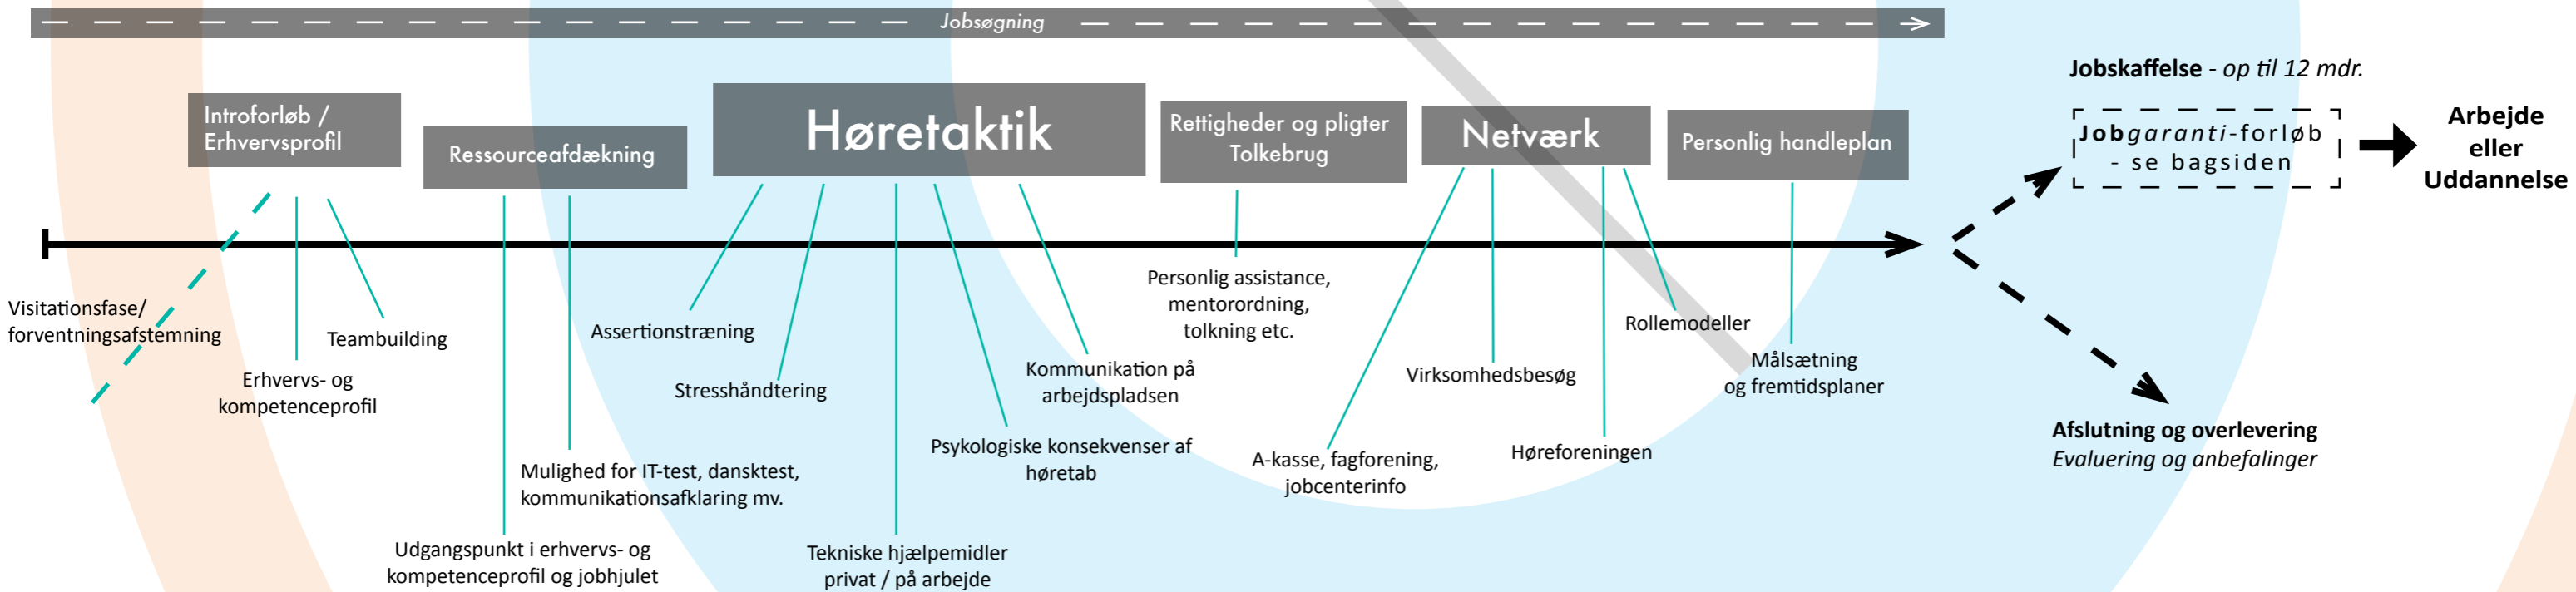 Jobsøgning
Introforløb /
Erhvervsprofil
Ressourceafdækning
Høretaktik
Rettigheder og pligter
Tolkebrug
Netværk
Personlig handleplan
Jobskaffelse - op til 12 mdr.
Jobgaranti-forløb
- se bagsiden
Arbejde
eller
Uddannelse
Visitationsfase/
forventningsafstemning
Erhvervs- og
kompetenceprofil
Teambuilding
Udgangspunkt i erhvervs- og
kompetenceprofil og jobhjulet
Mulighed for IT-test, dansktest,
kommunikationsafklaring mv.
Assertionstræning
Stresshåndtering
Tekniske hjælpemidler
privat / på arbejde
Psykologiske konsekvenser af
høretab
Kommunikation på
arbejdspladsen
Personlig assistance,
mentorordning,
tolkning etc.
A-kasse, fagforening,
jobcenterinfo
Virksomhedsbesøg
Høreforeningen
Rollemodeller
Målsætning
og fremtidsplaner
Afslutning og overlevering
Evaluering og anbefalinger